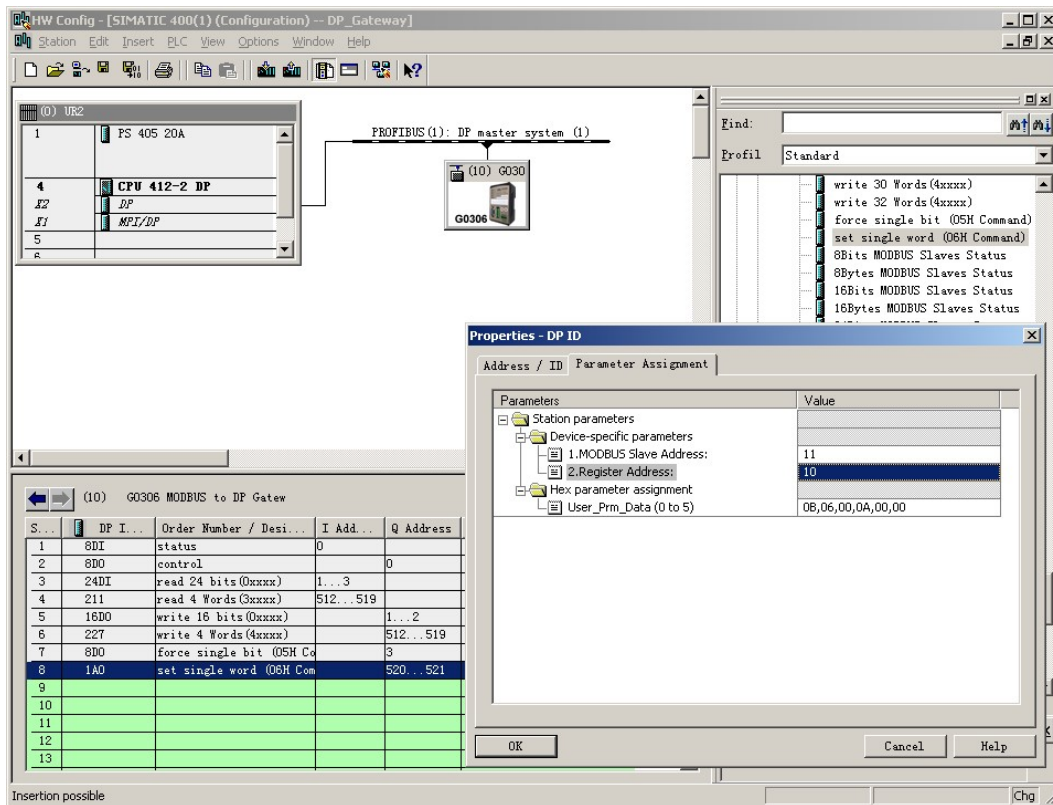 HW Config - [SIMATIC 400(1) (Configuration) -- DP_Gateway]
Station Edit Insert PLC View Options Window Help
(0) UR2
1 PS 405 20A
4 CPU 412-2 DP
X2 DP
X1 MPI/DP
5
6
PROFIBUS(1): DP master system (1)
(10) G030
G0306
Find:
Profil Standard
write 30 Words(4xxxx)
write 32 Words(4xxxx)
force single bit (05H Command)
set single word (06H Command)
8Bits MODBUS Slaves Status
8Bytes MODBUS Slaves Status
16Bits MODBUS Slaves Status
16Bytes MODBUS Slaves Status
Properties - DP ID
Address / ID Parameter Assignment
Parameters Value
Station parameters
Device-specific parameters
1.MODBUS Slave Address: 11
2.Register Address: 10
Hex parameter assignment
User_Prm_Data (0 to 5) 0B,06,00,0A,00,00
OK Cancel Help
(10) G0306 MODBUS to DP Gatew
S... DP I... Order Number / Desi... I Add... Q Address
1 8DI status 0
2 8DO control 0
3 24DI read 24 bits(0xxxx) 1...3
4 211 read 4 Words(3xxxx) 512...519
5 16DO write 16 bits(0xxxx) 1...2
6 227 write 4 Words(4xxxx) 512...519
7 8DO force single bit (05H Co 3
8 1AO set single word (06H Com 520...521
9
10
11
12
13
Insertion possible Chg